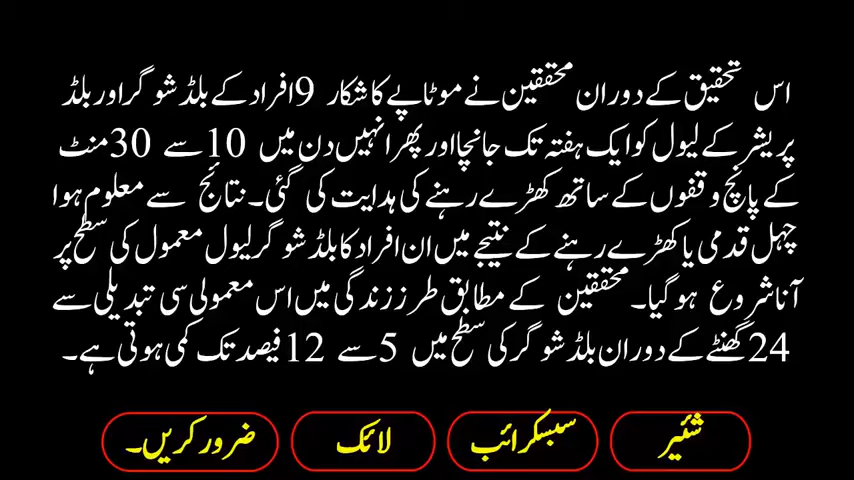 اس تحقیق کے دوران محققین نے موٹاپے کا شکار 9 افراد کے بلڈ شوگر اور بلڈ
پریشر کے لیول کو ایک ہفتہ تک جانچا اور پھر انہیں دن میں 10 سے 30 منٹ
کے پانچ وقفوں کے ساتھ کھڑے رہنے کی ہدایت کی گئی۔ نتائج سے معلوم ہوا
چہل قدمی یا کھڑے رہنے کے نتیجے میں ان افراد کا بلڈ شوگر لیول معمول کی سطح پر
آنا شروع ہو گیا۔ محققین کے مطابق طرز زندگی میں اس معمولی سی تبدیلی سے
24 گھنٹے کے دوران بلڈ شوگر کی سطح میں 5 سے 12 فیصد تک کمی ہوتی ہے۔
شئیر سبسکرائب لائک ضرور کریں۔